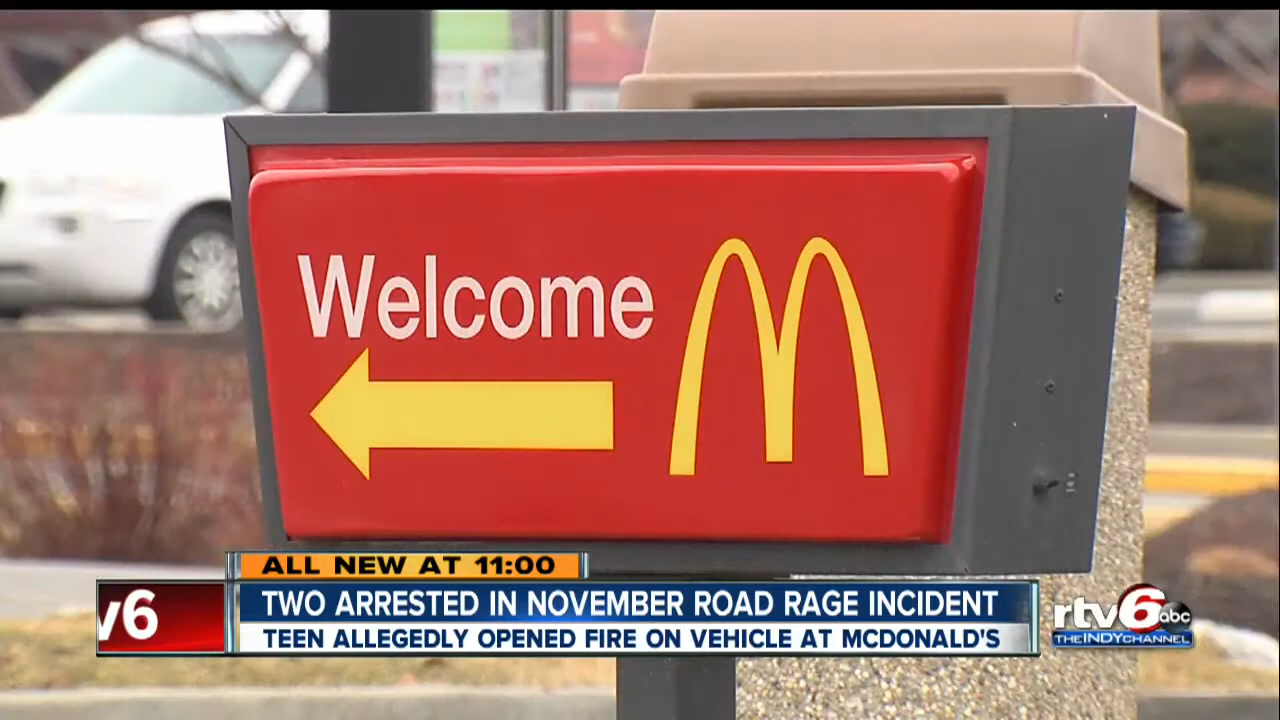 Welcome
ALL NEW AT 11:00
v6
TWO ARRESTED IN NOVEMBER ROAD RAGE INCIDENT
TEEN ALLEGEDLY OPENED FIRE ON VEHICLE AT MCDONALD'S
rtv6 abc
THE INDY CHANNEL